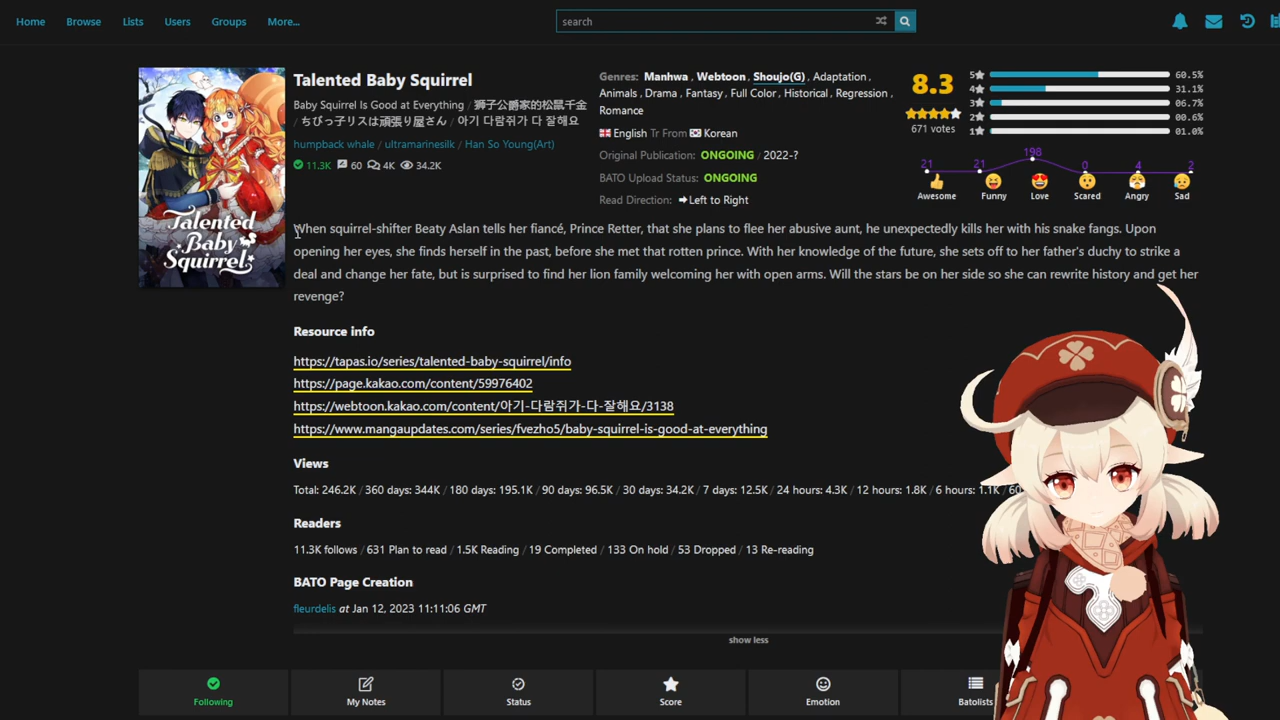 Home Browse Lists Users Groups More...
search
Talented Baby Squirrel
Talented Baby Squirrel
Baby Squirrel Is Good at Everything / 狮子公爵家的松鼠千金
/ ちびっ子リスは頑張り屋さん / 아기 다람쥐가 다 잘해요
humpback whale / ultramarinesilk / Han So Young(Art)
11.3K 60 4K 34.2K
Genres: Manhwa , Webtoon , Shoujo(G) , Adaptation ,
Animals , Drama , Fantasy , Full Color , Historical , Regression ,
Romance
English Tr From Korean
Original Publication: ONGOING / 2022-?
BATO Upload Status: ONGOING
Read Direction: Left to Right
8.3
671 votes
5 60.5%
4 31.1%
3 06.7%
2 00.6%
1 01.0%
21 21 198 0 4 2
Awesome Funny Love Scared Angry Sad
When squirrel-shifter Beaty Aslan tells her fiancé, Prince Retter, that she plans to flee her abusive aunt, he unexpectedly kills her with his snake fangs. Upon
opening her eyes, she finds herself in the past, before she met that rotten prince. With her knowledge of the future, she sets off to her father's duchy to strike a
deal and change her fate, but is surprised to find her lion family welcoming her with open arms. Will the stars be on her side so she can rewrite history and get her
revenge?
Resource info
https://tapas.io/series/talented-baby-squirrel/info
https://page.kakao.com/content/59976402
https://webtoon.kakao.com/content/아기-다람쥐가-다-잘해요/3138
https://www.mangaupdates.com/series/fvezho5/baby-squirrel-is-good-at-everything
Views
Total: 246.2K / 360 days: 344K / 180 days: 195.1K / 90 days: 96.5K / 30 days: 34.2K / 7 days: 12.5K / 24 hours: 4.3K / 12 hours: 1.8K / 6 hours: 1.1K / 60
Readers
11.3K follows / 631 Plan to read / 1.5K Reading / 19 Completed / 133 On hold / 53 Dropped / 13 Re-reading
BATO Page Creation
fleurdelis at Jan 12, 2023 11:11:06 GMT
show less
Following My Notes Status Score Emotion Batolists